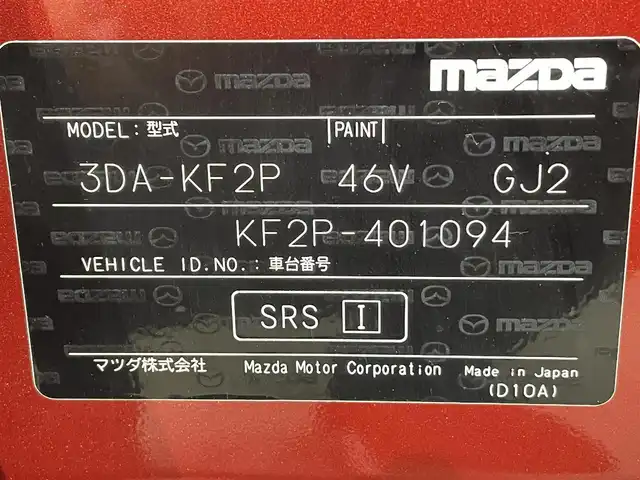 mazda
MODEL : 型式 PAINT
3DA-KF2P 46V GJ2
KF2P-401094
VEHICLE ID.NO. : 車台番号
SRS I
マツダ株式会社 Mazda Motor Corporation Made in Japan
(D10A)